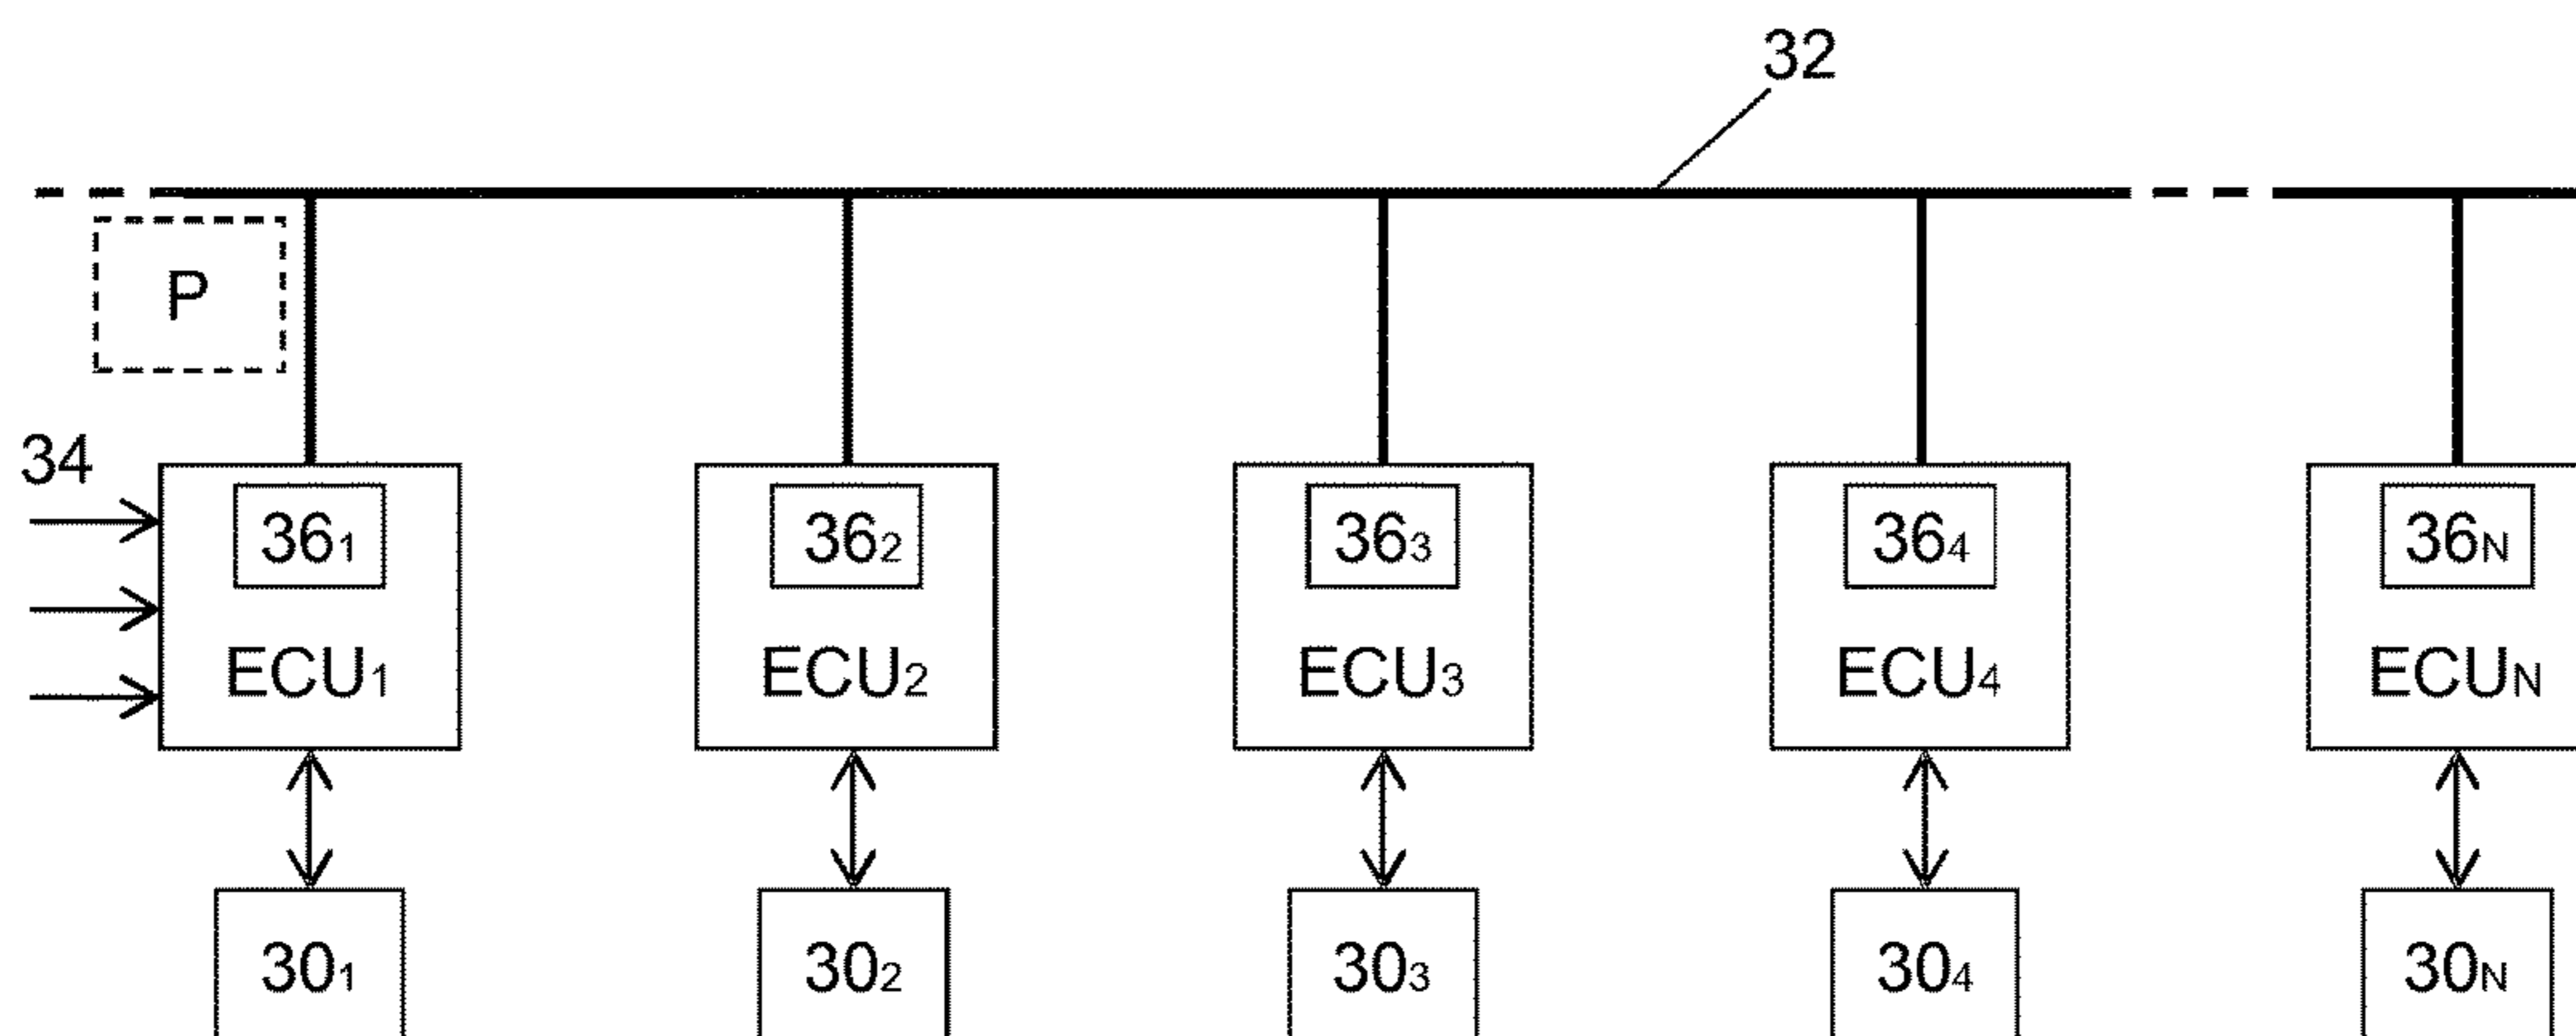 32
P
34
36₁ 36₂ 36₃ 36₄ 36N
ECU₁ ECU₂ ECU₃ ECU₄ ECUN
30₁ 30₂ 30₃ 30₄ 30N